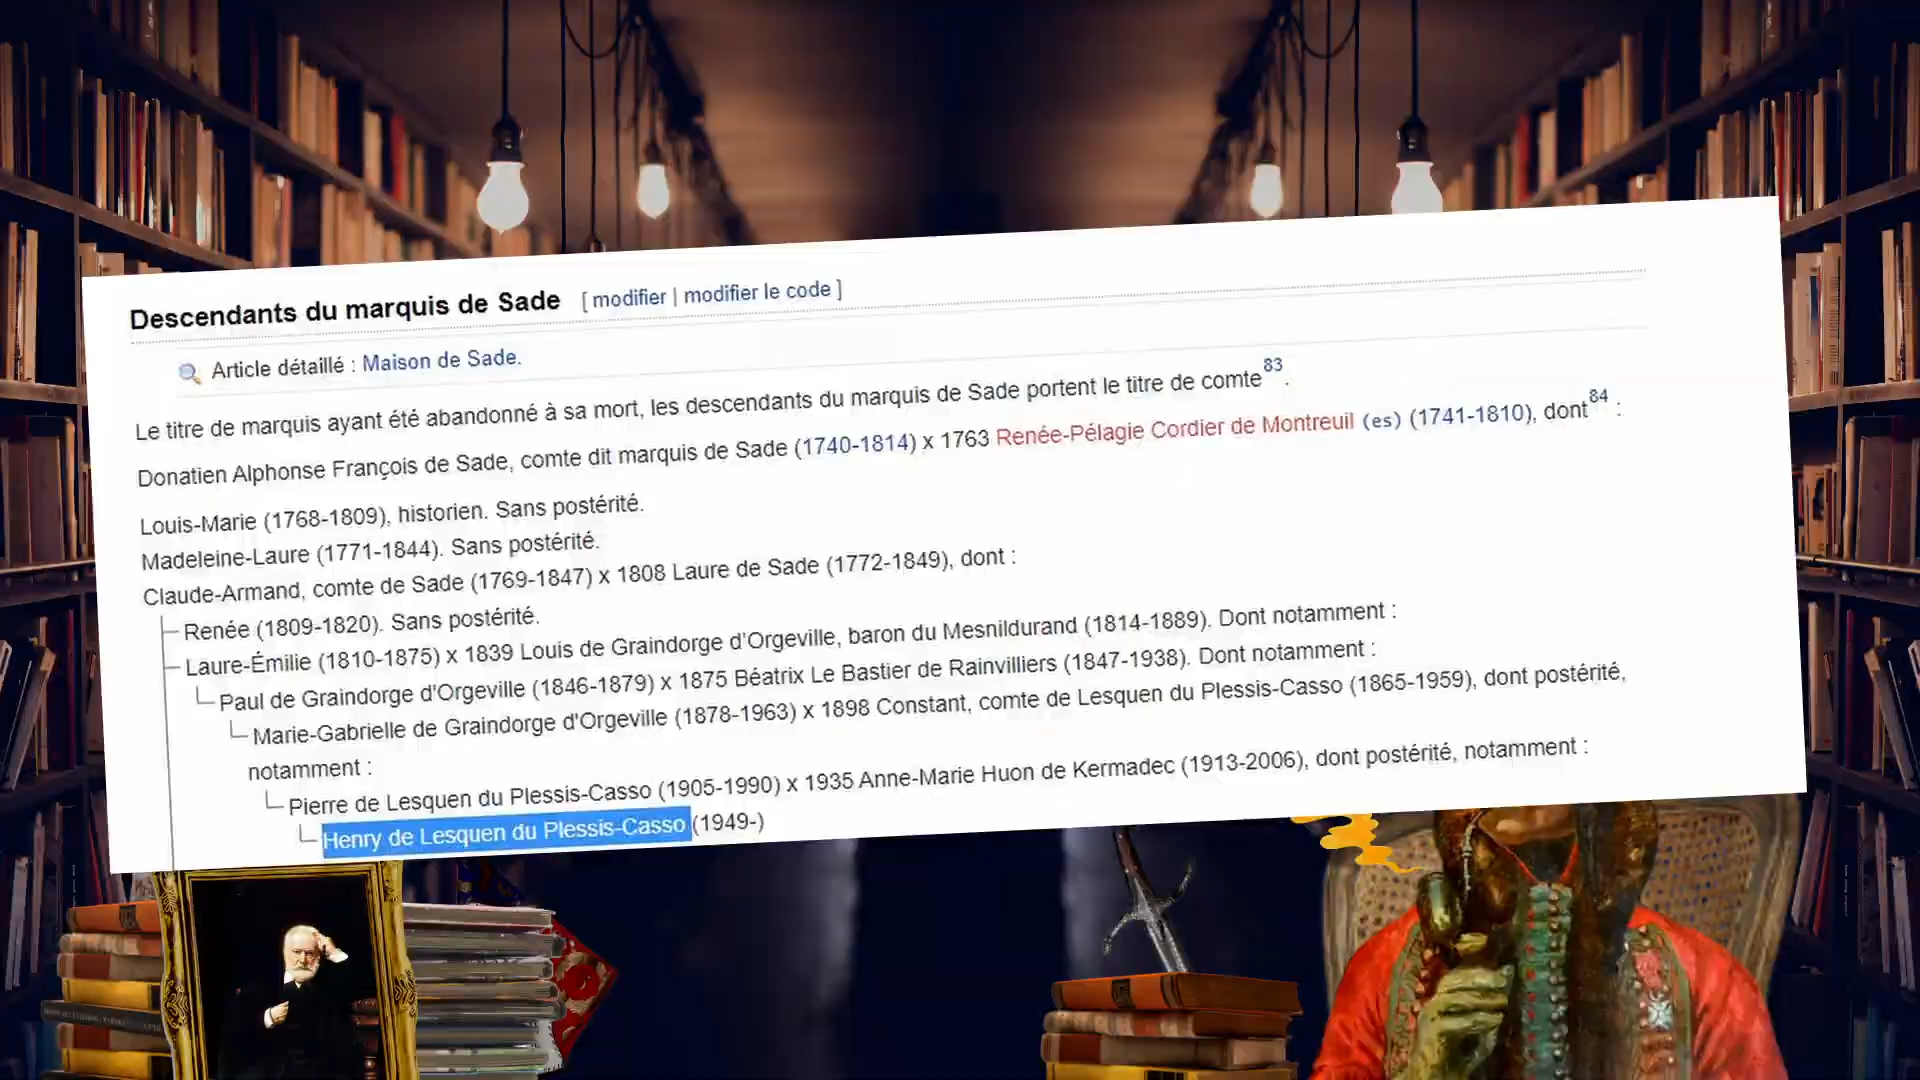 Descendants du marquis de Sade [ modifier | modifier le code ]
Article détaillé : Maison de Sade.
Le titre de marquis ayant été abandonné à sa mort, les descendants du marquis de Sade portent le titre de comte83.
Donatien Alphonse François de Sade, comte dit marquis de Sade (1740-1814) x 1763 Renée-Pélagie Cordier de Montreuil (es) (1741-1810), dont84 :
Louis-Marie (1768-1809), historien. Sans postérité.
Madeleine-Laure (1771-1844). Sans postérité.
Claude-Armand, comte de Sade (1769-1847) x 1808 Laure de Sade (1772-1849), dont :
Renée (1809-1820). Sans postérité.
Laure-Émilie (1810-1875) x 1839 Louis de Graindorge d'Orgeville, baron du Mesnildurand (1814-1889). Dont notamment :
Paul de Graindorge d'Orgeville (1846-1879) x 1875 Béatrix Le Bastier de Rainvilliers (1847-1938). Dont notamment :
Marie-Gabrielle de Graindorge d'Orgeville (1878-1963) x 1898 Constant, comte de Lesquen du Plessis-Casso (1865-1959), dont postérité,
notamment :
Pierre de Lesquen du Plessis-Casso (1905-1990) x 1935 Anne-Marie Huon de Kermadec (1913-2006), dont postérité, notamment :
Henry de Lesquen du Plessis-Casso (1949-)